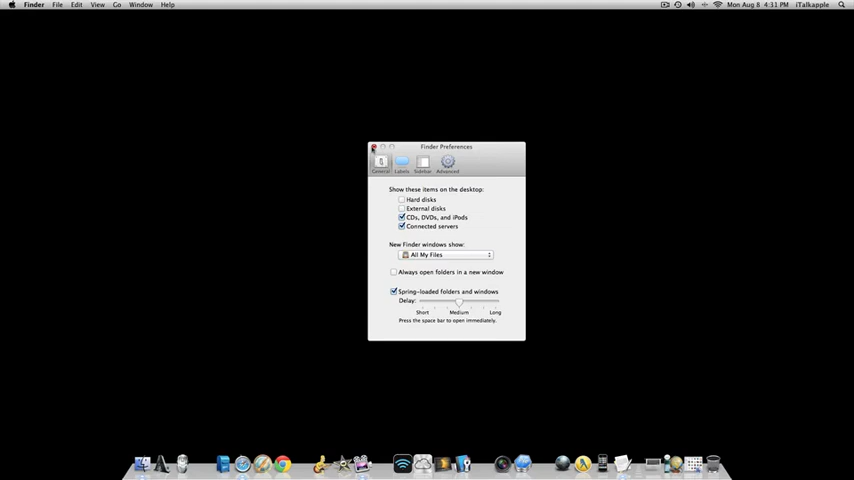 Finder File Edit View Go Window Help Mon Aug 8 4:31 PM iTalkapple
Finder Preferences
General Labels Sidebar Advanced
Show these items on the desktop:
Hard disks
External disks
CDs, DVDs, and iPods
Connected servers
New Finder windows show:
All My Files
Always open folders in a new window
Spring-loaded folders and windows
Delay:
Short Medium Long
Press the space bar to open immediately.